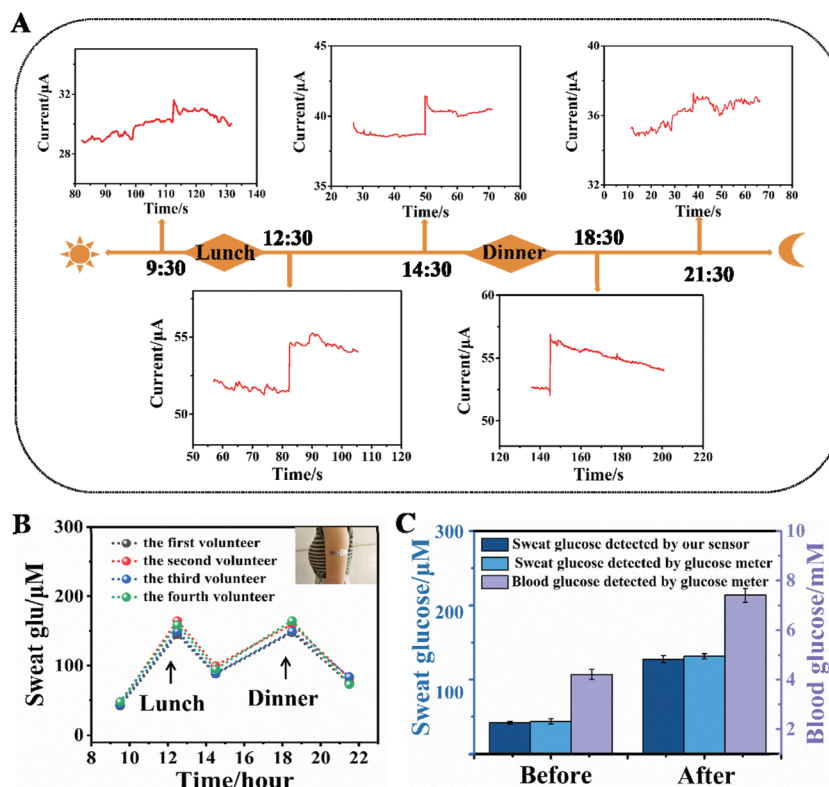 A
Current/μA
32
30
28
80 90 100 110 120 130 140
Time/s
Current/μA
45
40
35
20 30 40 50 60 70 80
Time/s
Current/μA
40
36
32
0 10 20 30 40 50 60 70 80
Time/s
9:30
Lunch
12:30
14:30
Dinner
18:30
21:30
Current/μA
55
50
50 60 70 80 90 100 110 120
Time/s
Current/μA
60
55
50
120 140 160 180 200 220
Time/s
B
Sweat glu/μM
300
200
100
0
the first volunteer
the second volunteer
the third volunteer
the fourth volunteer
Lunch
Dinner
8 10 12 14 16 18 20 22
Time/hour
C
Sweat glucose/μM
300
200
100
Sweat glucose detected by our sensor
Sweat glucose detected by glucose meter
Blood glucose detected by glucose meter
10
8
6
4
2
Blood glucose/mM
Before After